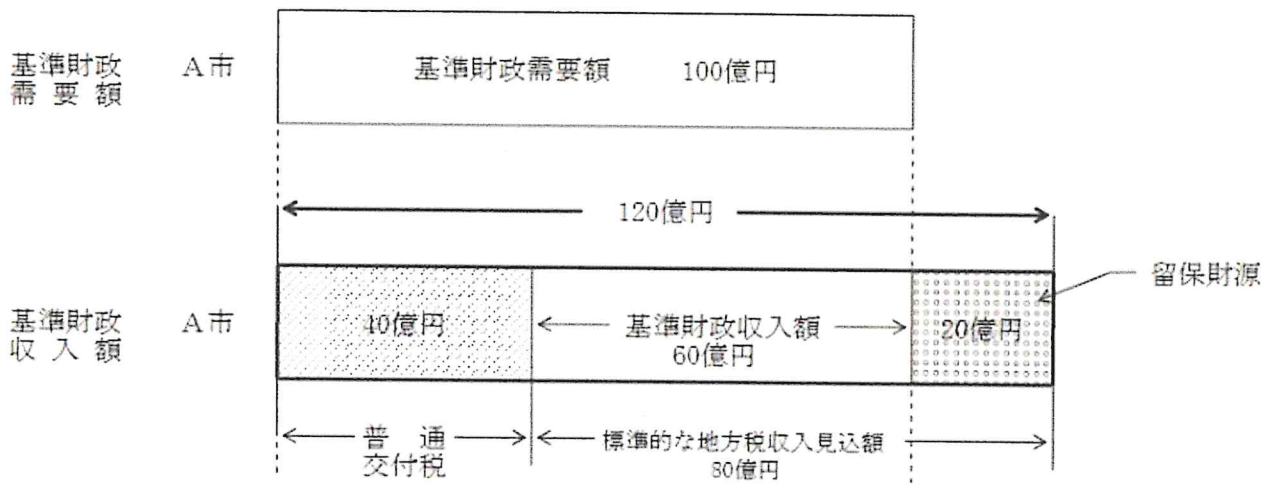 基準財政
需要額
A市
基準財政需要額 100億円
120億円
留保財源
基準財政
収入額
A市
40億円
基準財政収入額
60億円
20億円
普通
交付税
標準的な地方税収入見込額
80億円